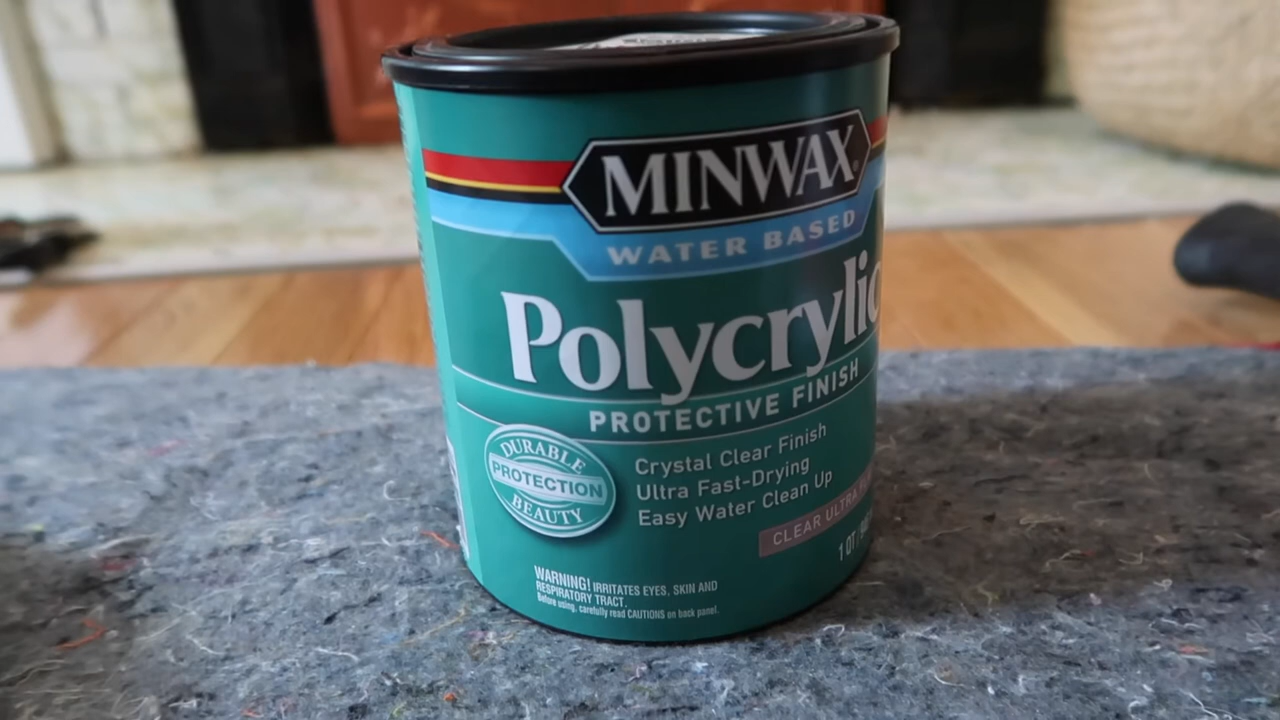 MINWAX®
WATER BASED
Polycrylic
PROTECTIVE FINISH
DURABLE
PROTECTION
BEAUTY
Crystal Clear Finish
Ultra Fast-Drying
Easy Water Clean Up
CLEAR ULTRA
1 QT
WARNING! IRRITATES EYES, SKIN AND
RESPIRATORY TRACT.
Before using, carefully read CAUTIONS on back panel.